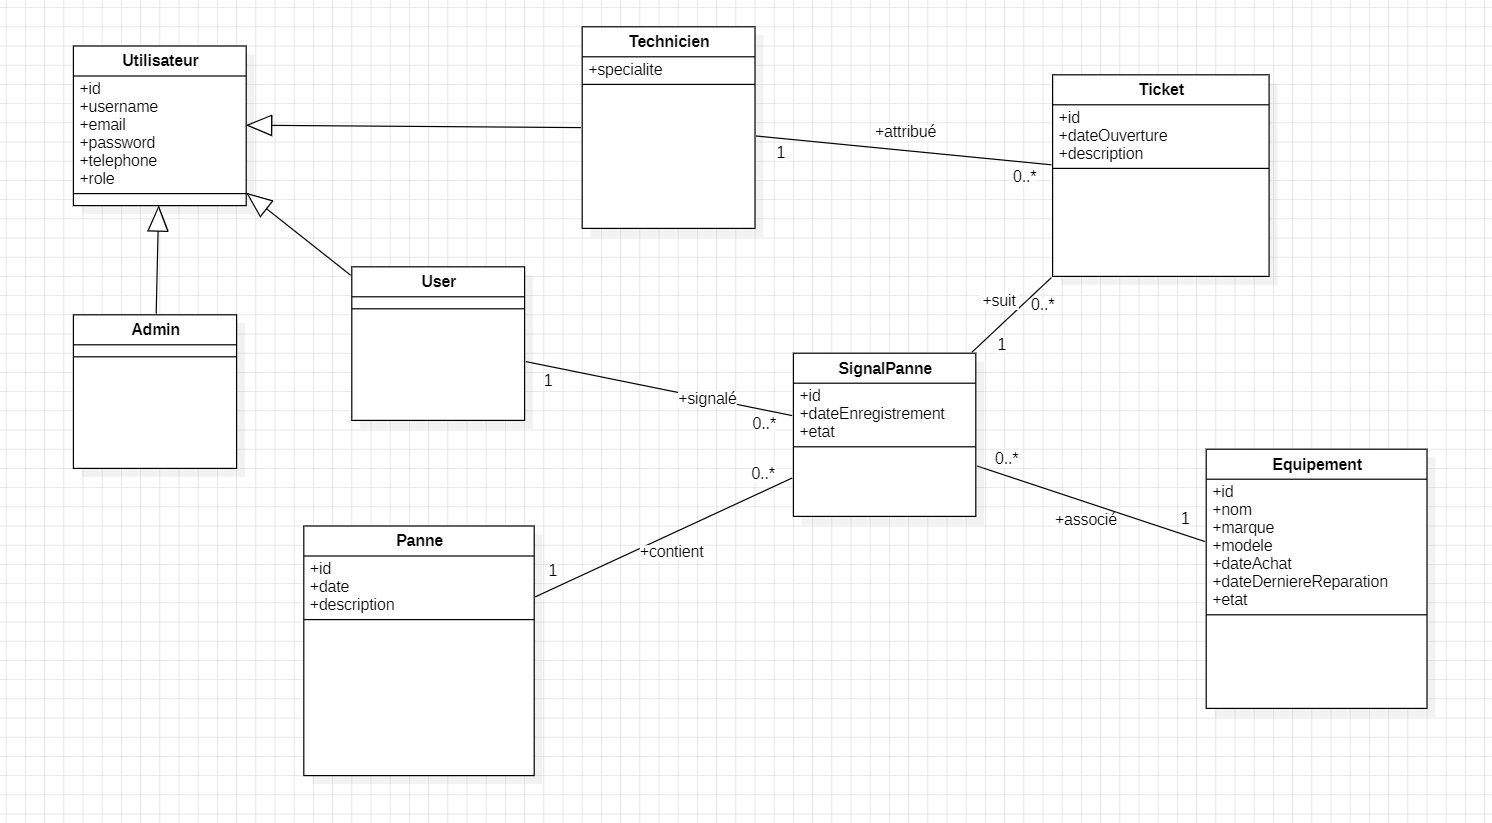 Utilisateur
+id
+username
+email
+password
+telephone
+role
Technicien
+specialite
Ticket
+id
+dateOuverture
+description
+attribué
1
0..*
Admin
User
+suit
0..*
1
SignalPanne
+id
+dateEnregistrement
+etat
1
+signalé
0..*
0..*
+contient
1
Panne
+id
+date
+description
0..*
+associé
1
Equipement
+id
+nom
+marque
+modele
+dateAchat
+dateDerniereReparation
+etat